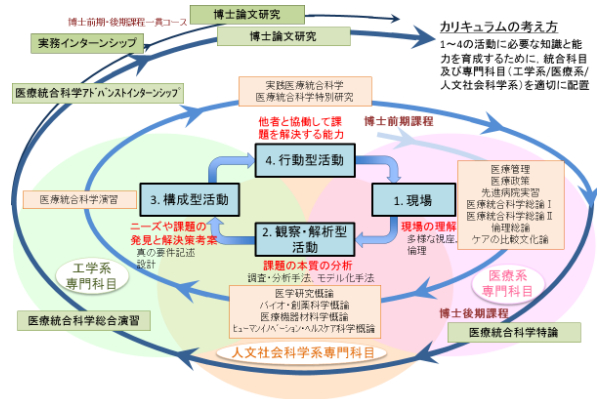 博士前期・後期課程一貫コース
博士論文研究
実務インターンシップ
博士論文研究
カリキュラムの考え方
1～4の活動に必要な知識と能
力を育成するために，統合科目
及び専門科目（工学系/医療系/
人文社会科学系）を適切に配置
医療統合科学アドバンストインターンシップ
実践医療統合科学
医療統合科学特別研究
他者と協働して課
題を解決する能力
博士前期課程
4. 行動型活動
医療管理
医療政策
先進病院実習
医療統合科学総論Ⅰ
医療統合科学総論Ⅱ
倫理総論
ケアの比較文化論
医療統合科学演習
3. 構成型活動
1. 現場
2. 観察・解析型
活動
ニーズや課題の
発見と解決策考案
真の要件記述
設計
現場の理解
多様な視座、
倫理
課題の本質の分析
調査・分析手法、モデル化手法
工学系
専門科目
医療系
専門科目
医学研究概論
バイオ・創薬科学概論
医療機器材料学概論
ヒューマンイノベーション・ヘルスケア科学概論
博士後期課程
医療統合科学総合演習
医療統合科学特論
人文社会科学系専門科目